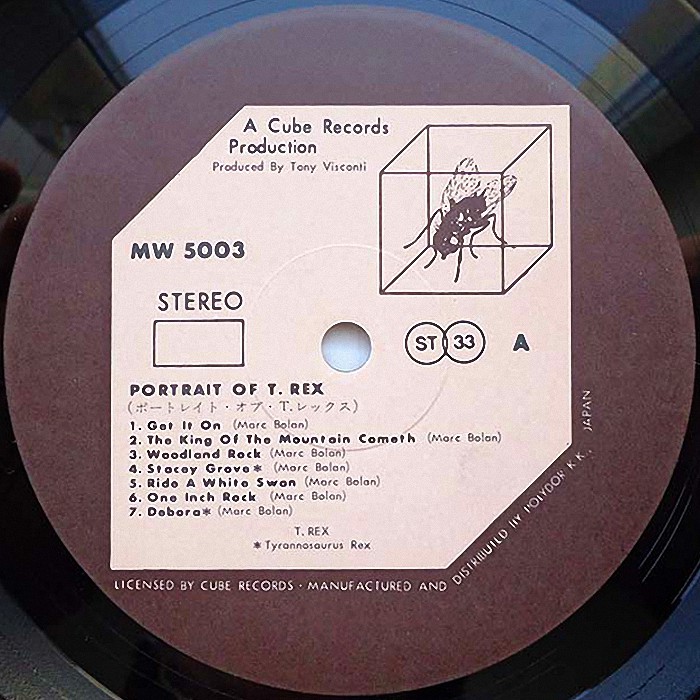 A Cube Records
Production
Produced By Tony Visconti
MW 5003
STEREO
ST 33
A
PORTRAIT OF T. REX
(ポートレイト・オブ・T.レックス)
1. Get It On (Marc Bolan)
2. The King Of The Mountain Cometh (Marc Bolan)
3. Woodland Rock (Marc Bolan)
4. Stacey Grove* (Marc Bolan)
5. Ride A White Swan (Marc Bolan)
6. One Inch Rock (Marc Bolan)
7. Debora* (Marc Bolan)
T. REX
*Tyrannosaurus Rex
LICENSED BY CUBE RECORDS · MANUFACTURED AND DISTRIBUTED BY POLYDOR K.K., JAPAN